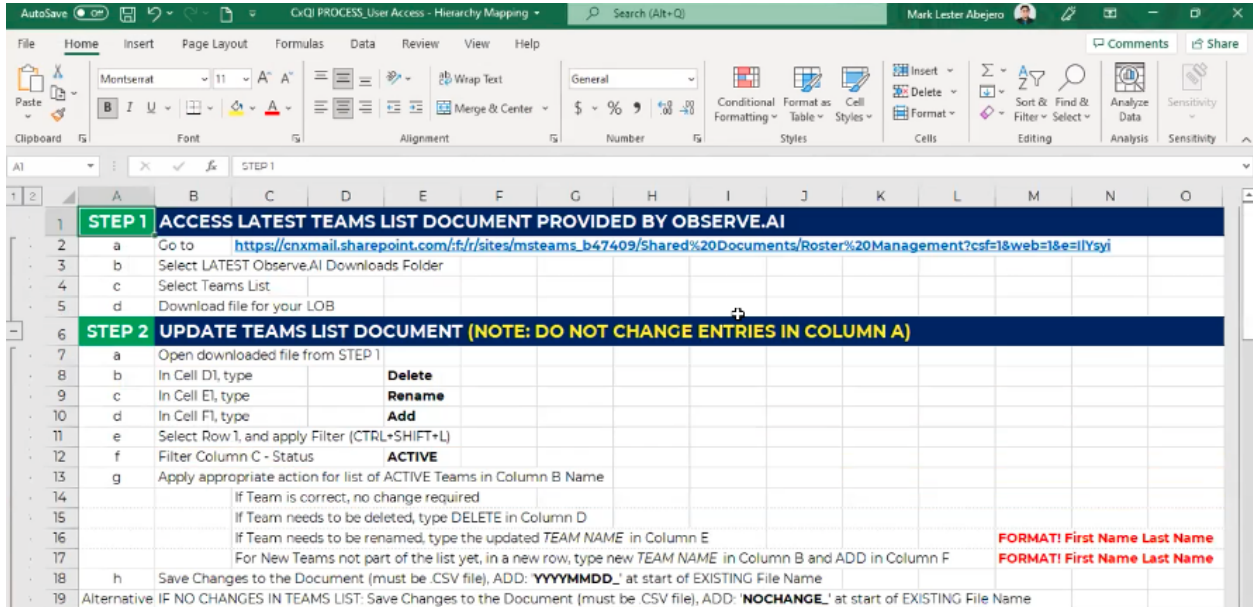 AutoSave Off CxQI PROCESS_User Access - Hierarchy Mapping Search (Alt+Q) Mark Lester Abejero
File Home Insert Page Layout Formulas Data Review View Help Comments Share
Paste Montserrat 11 A^ A˅ Wrap Text General Conditional Formatting Format as Table Cell Styles Insert Delete Format Sort & Filter Find & Select Analyze Data Sensitivity
B I U A Merge & Center $ % 9
Clipboard Font Alignment Number Styles Cells Editing Analysis Sensitivity
A1 fx STEP 1
1 2 A B C D E F G H I J K L M N O
1 STEP 1 ACCESS LATEST TEAMS LIST DOCUMENT PROVIDED BY OBSERVE.AI
2 a Go to https://cnxmail.sharepoint.com/:f:/r/sites/msteams_b47409/Shared%20Documents/Roster%20Management?csf=1&web=1&e=IlYsyi
3 b Select LATEST Observe.AI Downloads Folder
4 c Select Teams List
5 d Download file for your LOB
6 STEP 2 UPDATE TEAMS LIST DOCUMENT (NOTE: DO NOT CHANGE ENTRIES IN COLUMN A)
7 a Open downloaded file from STEP 1
8 b In Cell D1, type Delete
9 c In Cell E1, type Rename
10 d In Cell F1, type Add
11 e Select Row 1, and apply Filter (CTRL+SHIFT+L)
12 f Filter Column C - Status ACTIVE
13 g Apply appropriate action for list of ACTIVE Teams in Column B Name
14 If Team is correct, no change required
15 If Team needs to be deleted, type DELETE in Column D
16 If Team needs to be renamed, type the updated TEAM NAME in Column E FORMAT! First Name Last Name
17 For New Teams not part of the list yet, in a new row, type new TEAM NAME in Column B and ADD in Column F FORMAT! First Name Last Name
18 h Save Changes to the Document (must be .CSV file), ADD: 'YYYYMMDD_' at start of EXISTING File Name
19 Alternative IF NO CHANGES IN TEAMS LIST: Save Changes to the Document (must be .CSV file), ADD: 'NOCHANGE_' at start of EXISTING File Name